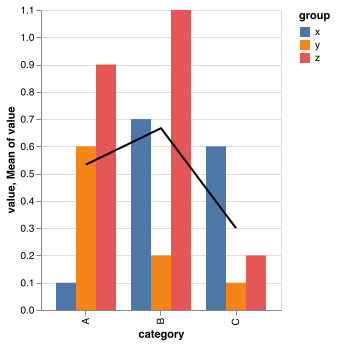 group
x
y
z
value, Mean of value
1.1
1.0
0.9
0.8
0.7
0.6
0.5
0.4
0.3
0.2
0.1
0.0
A
B
C
category